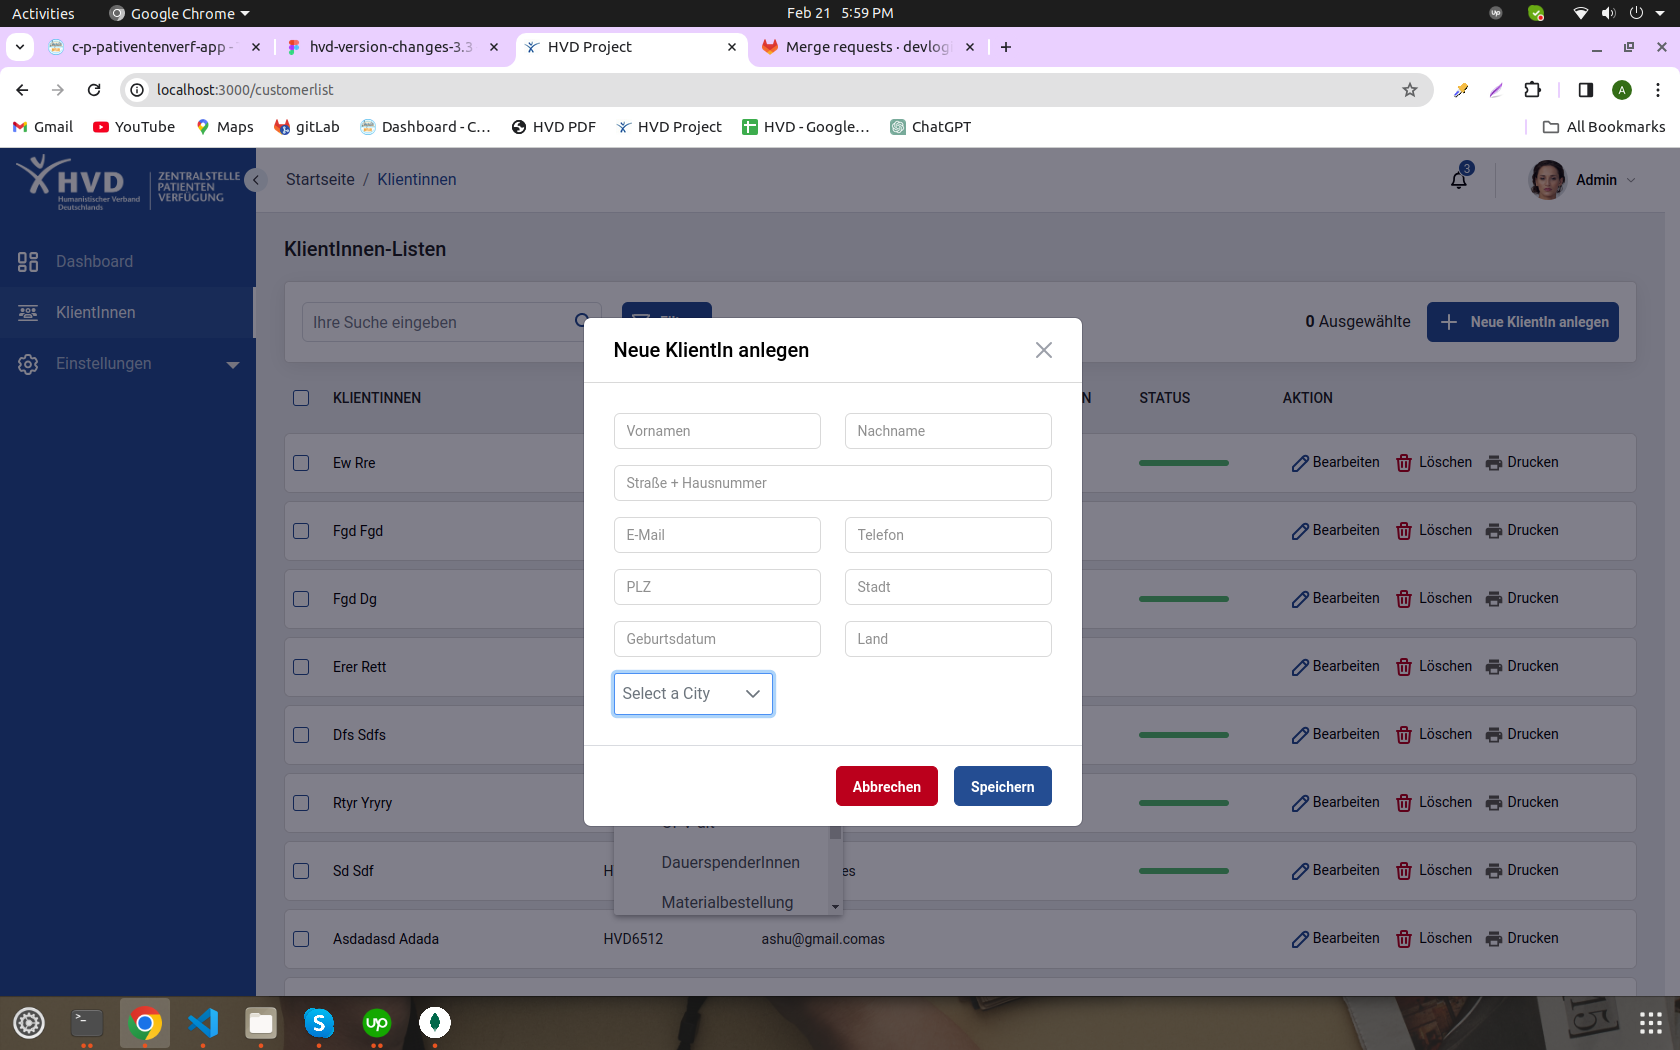 Activities
Google Chrome
Feb 21 5:59 PM
c-p-pativentenverf-app -
hvd-version-changes-3.3
HVD Project
Merge requests · devlog
localhost:3000/customerlist
Gmail
YouTube
Maps
gitLab
Dashboard - C...
HVD PDF
HVD Project
HVD - Google...
ChatGPT
All Bookmarks
HVD
Humanistischer Verband
Deutschlands
ZENTRALSTELLE
PATIENTEN
VERFÜGUNG
Startseite / Klientinnen
3
Admin
Dashboard
KlientInnen
Einstellungen
KlientInnen-Listen
Ihre Suche eingeben
0 Ausgewählte
Neue KlientIn anlegen
KLIENTINNEN
N
STATUS
AKTION
Ew Rre
Bearbeiten Löschen Drucken
Fgd Fgd
Bearbeiten Löschen Drucken
Fgd Dg
Bearbeiten Löschen Drucken
Erer Rett
Bearbeiten Löschen Drucken
Dfs Sdfs
Bearbeiten Löschen Drucken
Rtyr Yryry
Bearbeiten Löschen Drucken
Sd Sdf
H
es
Bearbeiten Löschen Drucken
Asdadasd Adada
HVD6512
ashu@gmail.comas
Bearbeiten Löschen Drucken
Neue KlientIn anlegen
Vornamen
Nachname
Straße + Hausnummer
E-Mail
Telefon
PLZ
Stadt
Geburtsdatum
Land
Select a City
Abbrechen
Speichern
DauerspenderInnen
Materialbestellung